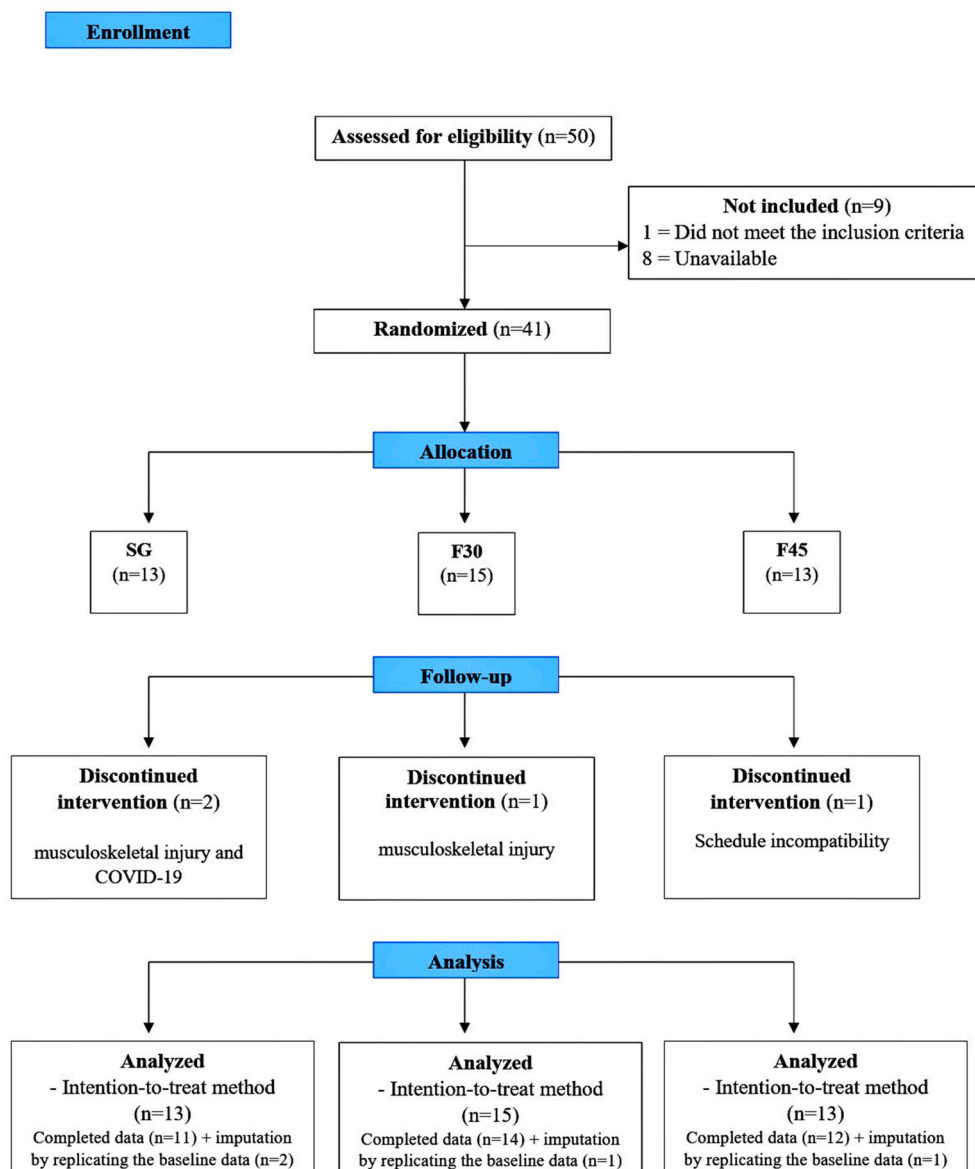 Enrollment
Assessed for eligibility (n=50)
Not included (n=9)
1 = Did not meet the inclusion criteria
8 = Unavailable
Randomized (n=41)
Allocation
SG
(n=13)
F30
(n=15)
F45
(n=13)
Follow-up
Discontinued
intervention (n=2)
musculoskeletal injury and
COVID-19
Discontinued
intervention (n=1)
musculoskeletal injury
Discontinued
intervention (n=1)
Schedule incompatibility
Analysis
Analyzed
- Intention-to-treat method
(n=13)
Completed data (n=11) + imputation
by replicating the baseline data (n=2)
Analyzed
- Intention-to-treat method
(n=15)
Completed data (n=14) + imputation
by replicating the baseline data (n=1)
Analyzed
- Intention-to-treat method
(n=13)
Completed data (n=12) + imputation
by replicating the baseline data (n=1)